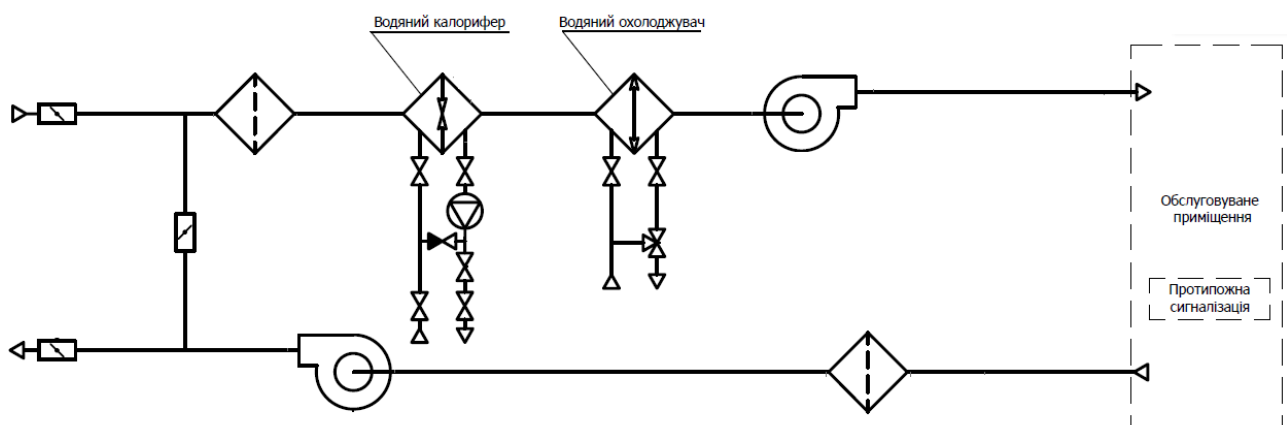 Водяний калорифер
Водяний охолоджувач
Обслуговуване
приміщення
Протипожна
сигналізація